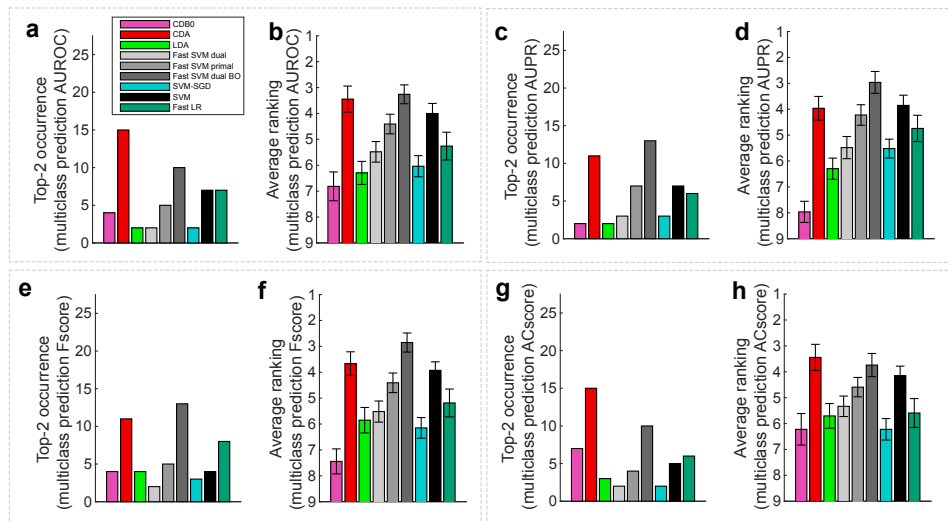 a
Top-2 occurrence
(multiclass prediction AUROC)
25
20
15
10
5
0
CDB0
CDA
LDA
Fast SVM dual
Fast SVM primal
Fast SVM dual BO
SVM-SGD
SVM
Fast LR
b
Average ranking
(multiclass prediction AUROC)
1
2
3
4
5
6
7
8
9
c
Top-2 occurrence
(multiclass prediction AUPR)
25
20
15
10
5
0
d
Average ranking
(multiclass prediction AUPR)
1
2
3
4
5
6
7
8
9
e
Top-2 occurrence
(multiclass prediction Fscore)
25
20
15
10
5
0
f
Average ranking
(multiclass prediction Fscore)
1
2
3
4
5
6
7
8
9
g
Top-2 occurrence
(multiclass prediction ACscore)
25
20
15
10
5
0
h
Average ranking
(multiclass prediction ACscore)
1
2
3
4
5
6
7
8
9